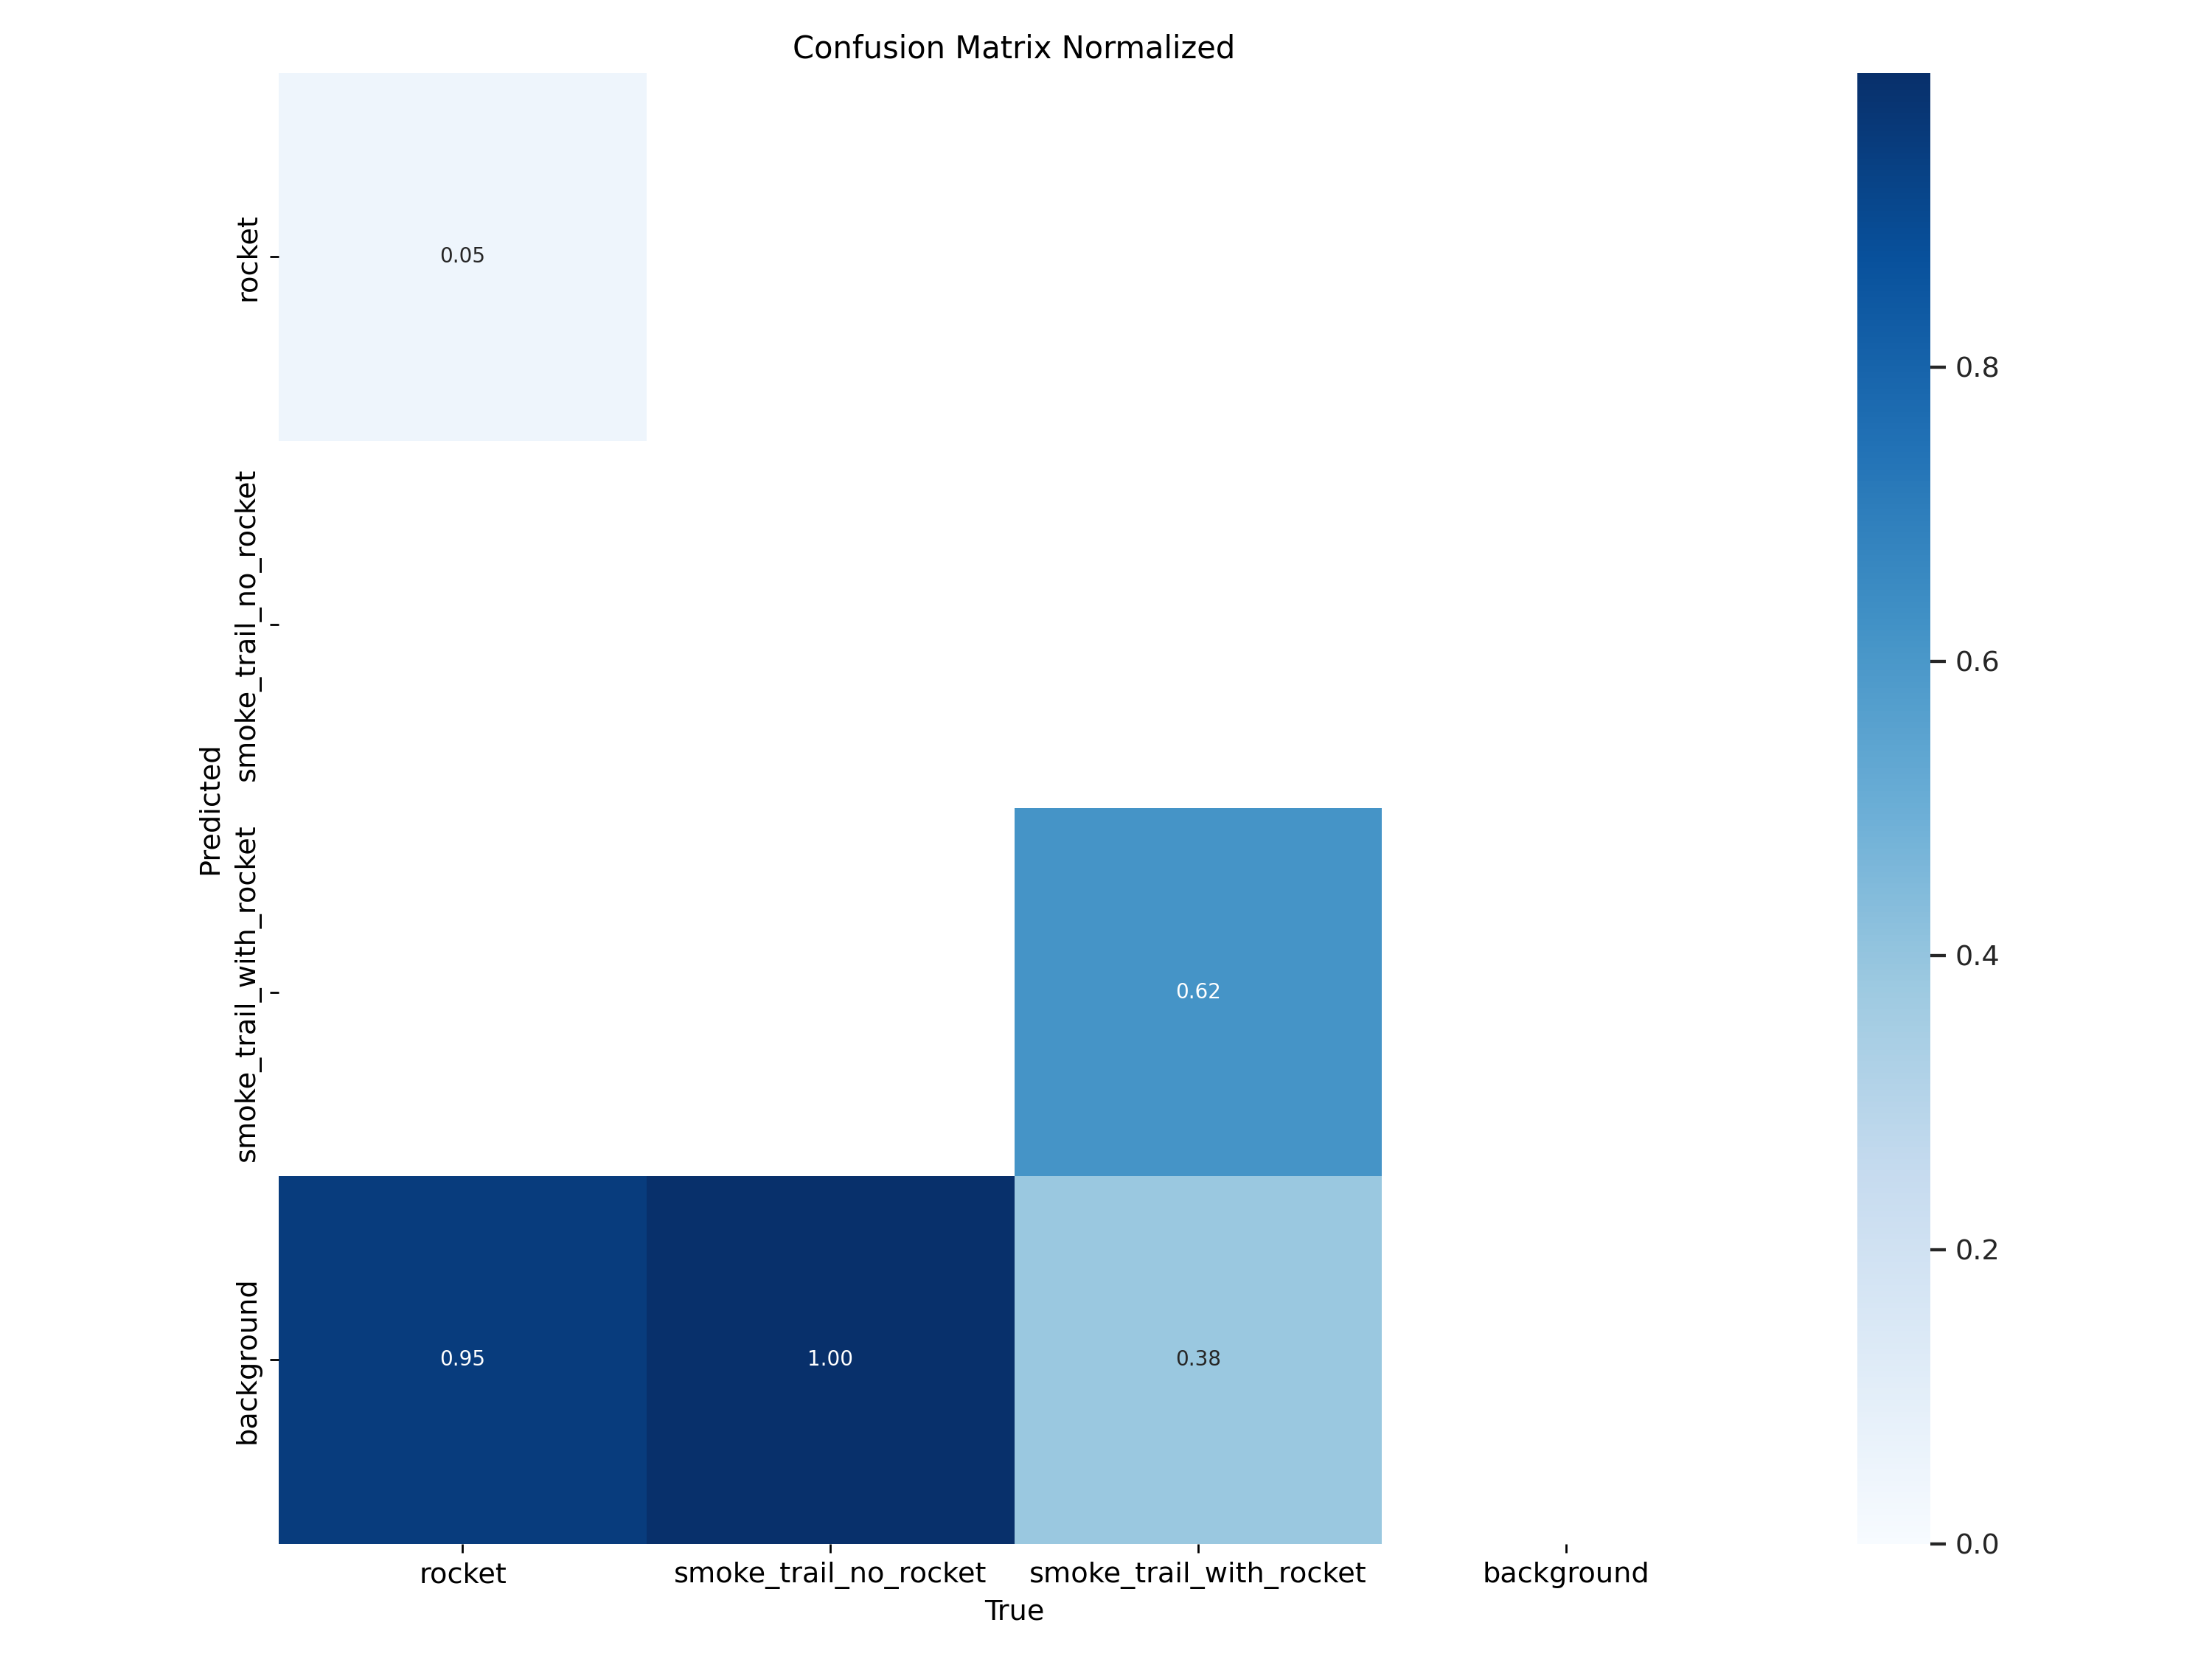 Confusion Matrix Normalized
Predicted
rocket
smoke_trail_no_rocket
smoke_trail_with_rocket
background
0.05
0.62
0.95
1.00
0.38
rocket
smoke_trail_no_rocket
smoke_trail_with_rocket
background
True
0.8
0.6
0.4
0.2
0.0